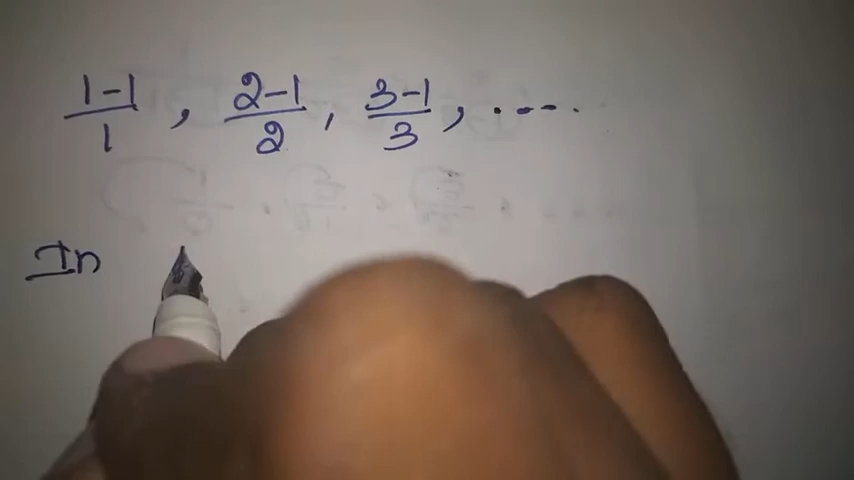 1-1/1, 2-1/2, 3-1/3, .....
In